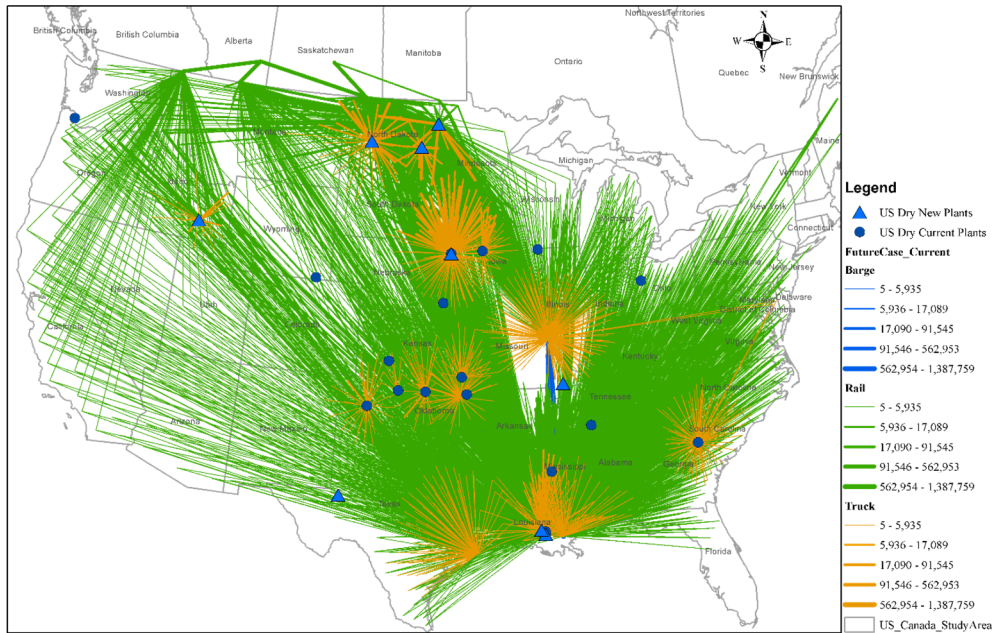 Northwest Territories
British Columbia
British Columbia
Alberta
Saskatchewan
Manitoba
Ontario
Quebec
New Brunswick
N
W
E
S
Washington
North Dakota
Minnesota
Michigan
Maine
Vermont
Oregon
South Dakota
Wisconsin
New York
Connecticut
Wyoming
Iowa
Nebraska
New Jersey
Nevada
Utah
Illinois
Indiana
Ohio
Delaware
California
Colorado
West Virginia
Kansas
Missouri
Kentucky
Virginia
Arizona
New Mexico
Oklahoma
Arkansas
Tennessee
North Carolina
South Carolina
Mississippi
Alabama
Georgia
Texas
Louisiana
Florida
Legend
US Dry New Plants
US Dry Current Plants
FutureCase_Current
Barge
5 - 5,935
5,936 - 17,089
17,090 - 91,545
91,546 - 562,953
562,954 - 1,387,759
Rail
5 - 5,935
5,936 - 17,089
17,090 - 91,545
91,546 - 562,953
562,954 - 1,387,759
Truck
5 - 5,935
5,936 - 17,089
17,090 - 91,545
91,546 - 562,953
562,954 - 1,387,759
US_Canada_StudyArea